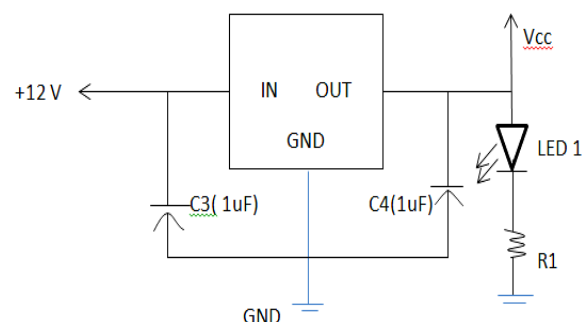 Vcc
+12 V
IN OUT
GND
LED 1
C3( 1uF)
C4(1uF)
R1
GND